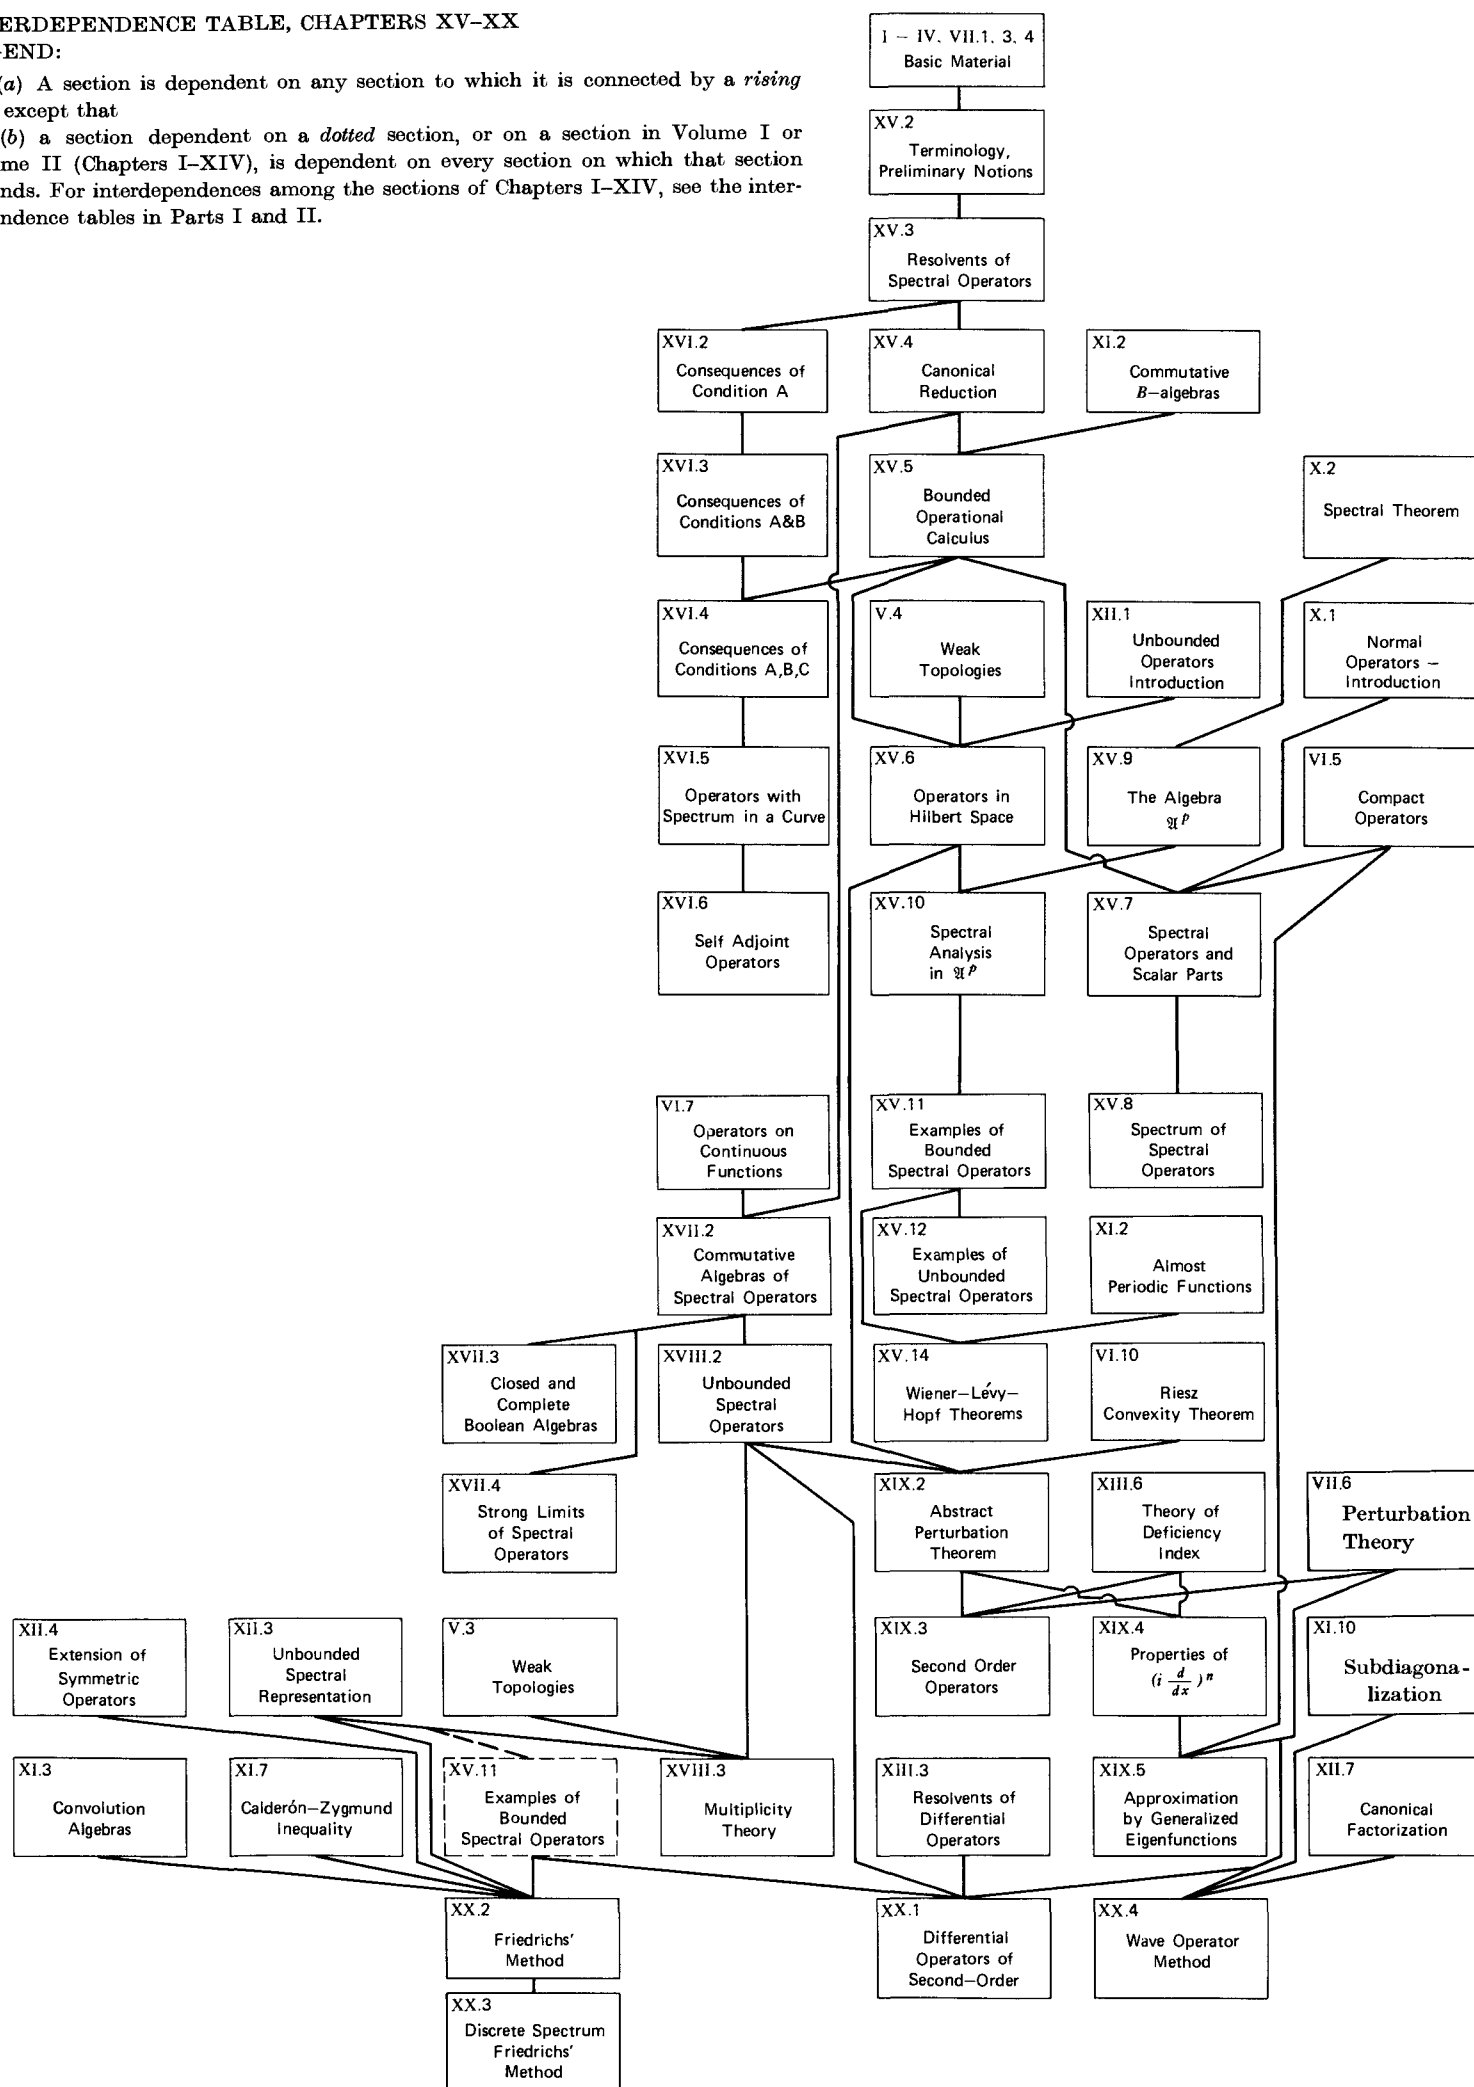 ERDEPENDENCE TABLE, CHAPTERS XV–XX
END:
(a) A section is dependent on any section to which it is connected by a rising
except that
(b) a section dependent on a dotted section, or on a section in Volume I or
me II (Chapters I–XIV), is dependent on every section on which that section
nds. For interdependences among the sections of Chapters I–XIV, see the inter-
ndence tables in Parts I and II.
I – IV, VII.1, 3, 4
Basic Material
XV.2
Terminology,
Preliminary Notions
XV.3
Resolvents of
Spectral Operators
XVI.2
Consequences of
Condition A
XV.4
Canonical
Reduction
XI.2
Commutative
B–algebras
XVI.3
Consequences of
Conditions A&B
XV.5
Bounded
Operational
Calculus
X.2
Spectral Theorem
XVI.4
Consequences of
Conditions A,B,C
V.4
Weak
Topologies
XII.1
Unbounded
Operators
Introduction
X.1
Normal
Operators –
Introduction
XVI.5
Operators with
Spectrum in a Curve
XV.6
Operators in
Hilbert Space
XV.9
The Algebra
𝔄^p
VI.5
Compact
Operators
XVI.6
Self Adjoint
Operators
XV.10
Spectral
Analysis
in 𝔄^p
XV.7
Spectral
Operators and
Scalar Parts
VI.7
Operators on
Continuous
Functions
XV.11
Examples of
Bounded
Spectral Operators
XV.8
Spectrum of
Spectral
Operators
XVII.2
Commutative
Algebras of
Spectral Operators
XV.12
Examples of
Unbounded
Spectral Operators
XI.2
Almost
Periodic Functions
XVII.3
Closed and
Complete
Boolean Algebras
XVIII.2
Unbounded
Spectral
Operators
XV.14
Wiener–Lévy–
Hopf Theorems
VI.10
Riesz
Convexity Theorem
XVII.4
Strong Limits
of Spectral
Operators
XIX.2
Abstract
Perturbation
Theorem
XIII.6
Theory of
Deficiency
Index
VII.6
Perturbation
Theory
XII.4
Extension of
Symmetric
Operators
XII.3
Unbounded
Spectral
Representation
V.3
Weak
Topologies
XIX.3
Second Order
Operators
XIX.4
Properties of
(i d/dx)^n
XI.10
Subdiagona-
lization
XI.3
Convolution
Algebras
XI.7
Calderón–Zygmund
Inequality
XV.11
Examples of
Bounded
Spectral Operators
XVIII.3
Multiplicity
Theory
XIII.3
Resolvents of
Differential
Operators
XIX.5
Approximation
by Generalized
Eigenfunctions
XII.7
Canonical
Factorization
XX.2
Friedrichs'
Method
XX.1
Differential
Operators of
Second–Order
XX.4
Wave Operator
Method
XX.3
Discrete Spectrum
Friedrichs'
Method